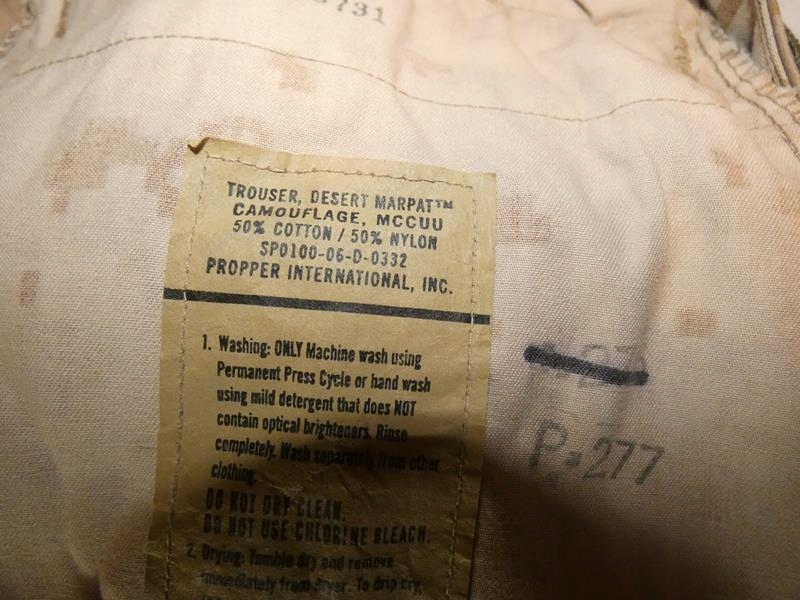 3731
TROUSER, DESERT MARPAT™
CAMOUFLAGE, MCCUU
50% COTTON / 50% NYLON
SP0100-06-D-0332
PROPPER INTERNATIONAL, INC.
1. Washing: ONLY Machine wash using
Permanent Press Cycle or hand wash
using mild detergent that does NOT
contain optical brighteners. Rinse
completely. Wash separately from other
clothing.
DO NOT DRY CLEAN.
DO NOT USE CHLORINE BLEACH.
2. Drying: Tumble dry and remove
immediately from dryer. To drip dry,
P-277